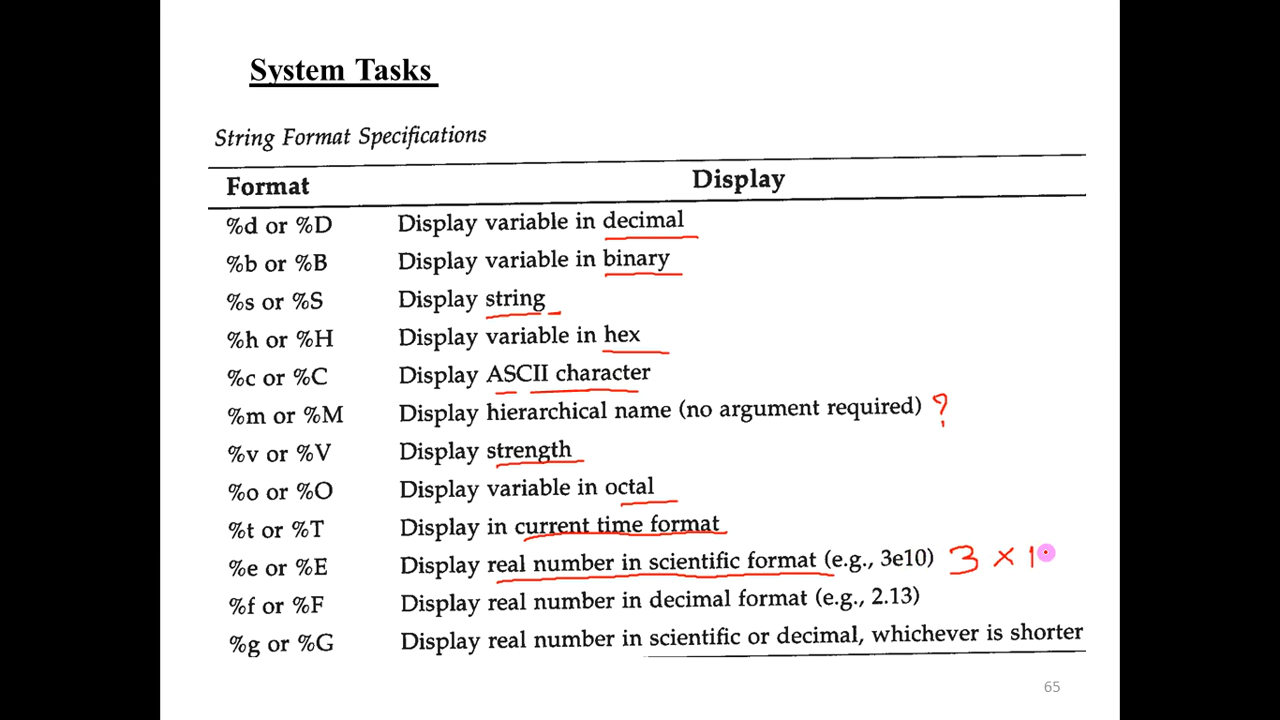 System Tasks
String Format Specifications
Format Display
%d or %D Display variable in decimal
%b or %B Display variable in binary
%s or %S Display string
%h or %H Display variable in hex
%c or %C Display ASCII character
%m or %M Display hierarchical name (no argument required) ?
%v or %V Display strength
%o or %O Display variable in octal
%t or %T Display in current time format
%e or %E Display real number in scientific format (e.g., 3e10) 3 × 1
%f or %F Display real number in decimal format (e.g., 2.13)
%g or %G Display real number in scientific or decimal, whichever is shorter
65